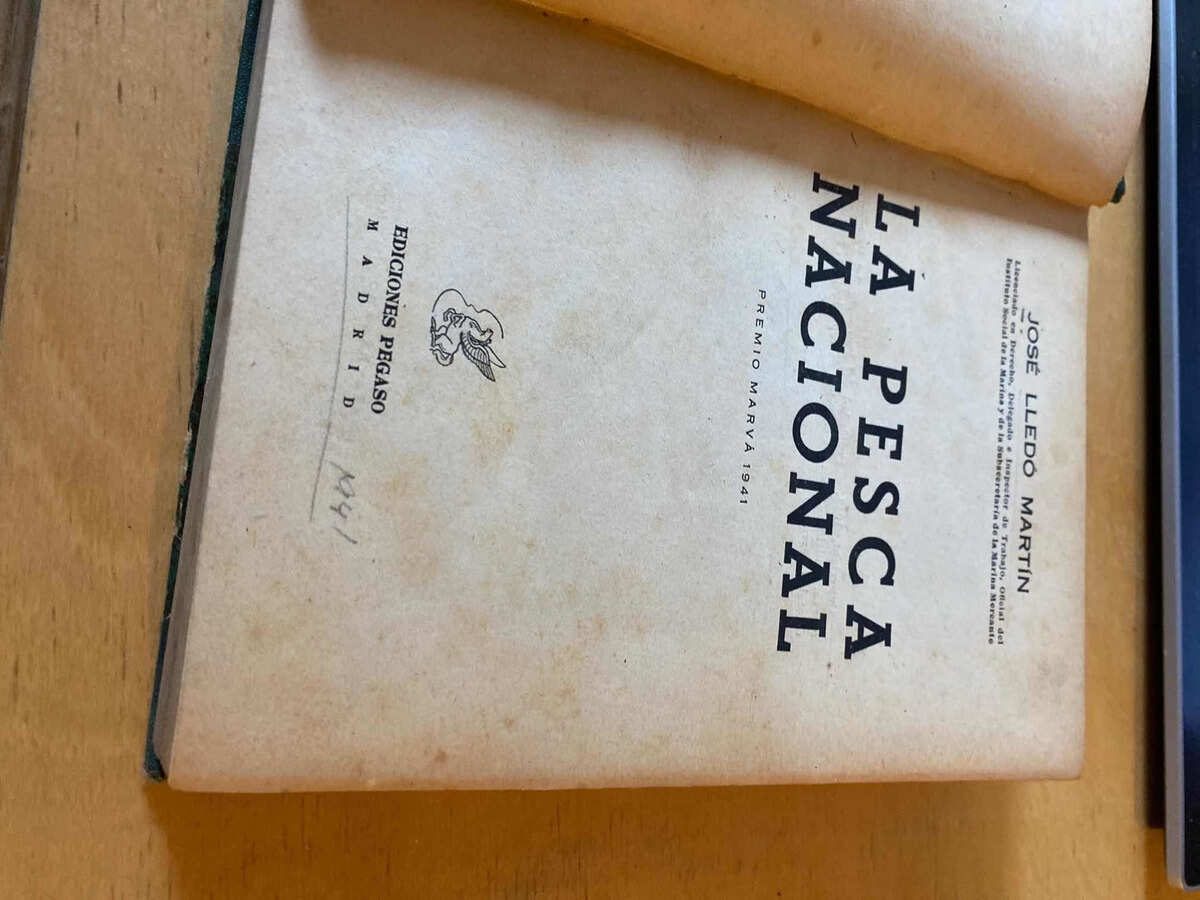 JOSÉ LLEDÓ MARTÍN
Licenciado en Derecho, Delegado e Inspector de Trabajo, Oficial del
Instituto Social de la Marina y de la Subsecretaría de la Marina Mercante
LA PESCA
NACIONAL
PREMIO MARVÁ 1941
EDICIONES PEGASO
MADRID
1941